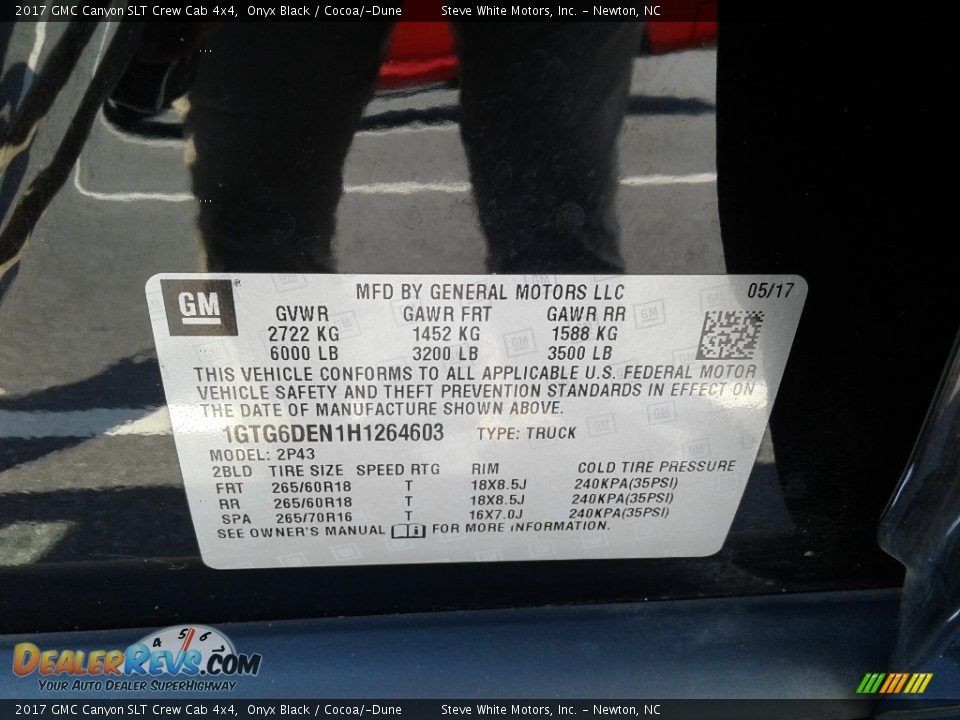 2017 GMC Canyon SLT Crew Cab 4x4, Onyx Black / Cocoa/-Dune Steve White Motors, Inc. - Newton, NC
GM
MFD BY GENERAL MOTORS LLC 05/17
GVWR GAWR FRT GAWR RR
2722 KG 1452 KG 1588 KG
6000 LB 3200 LB 3500 LB
THIS VEHICLE CONFORMS TO ALL APPLICABLE U.S. FEDERAL MOTOR
VEHICLE SAFETY AND THEFT PREVENTION STANDARDS IN EFFECT ON
THE DATE OF MANUFACTURE SHOWN ABOVE.
1GTG6DEN1H1264603 TYPE: TRUCK
MODEL: 2P43
2BLD TIRE SIZE SPEED RTG RIM COLD TIRE PRESSURE
FRT 265/60R18 T 18X8.5J 240KPA(35PSI)
RR 265/60R18 T 18X8.5J 240KPA(35PSI)
SPA 265/70R16 T 16X7.0J 240KPA(35PSI)
SEE OWNER'S MANUAL FOR MORE INFORMATION.
4 5 6 7
DealerRevs.com
Your Auto Dealer SuperHighway
2017 GMC Canyon SLT Crew Cab 4x4, Onyx Black / Cocoa/-Dune Steve White Motors, Inc. - Newton, NC